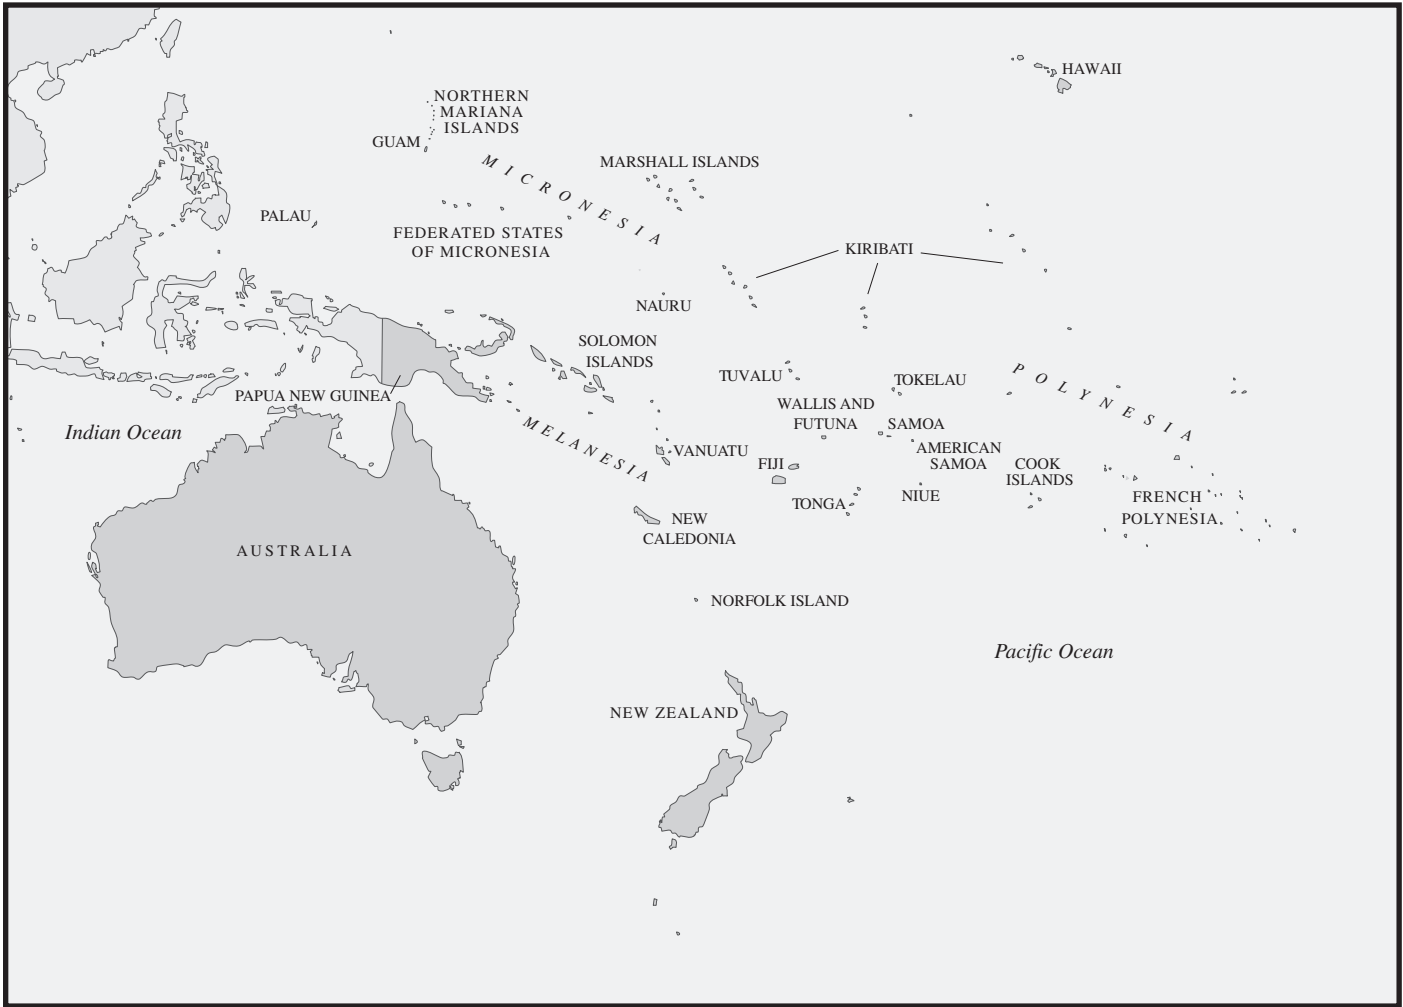 HAWAII
NORTHERN
MARIANA
ISLANDS
GUAM
MICRONESIA
MARSHALL ISLANDS
PALAU
FEDERATED STATES
OF MICRONESIA
KIRIBATI
NAURU
SOLOMON
ISLANDS
TUVALU
TOKELAU
POLYNESIA
PAPUA NEW GUINEA
WALLIS AND
FUTUNA
SAMOA
Indian Ocean
MELANESIA
VANUATU
AMERICAN
SAMOA
FIJI
COOK
ISLANDS
TONGA
NIUE
FRENCH
POLYNESIA
NEW
CALEDONIA
AUSTRALIA
NORFOLK ISLAND
Pacific Ocean
NEW ZEALAND